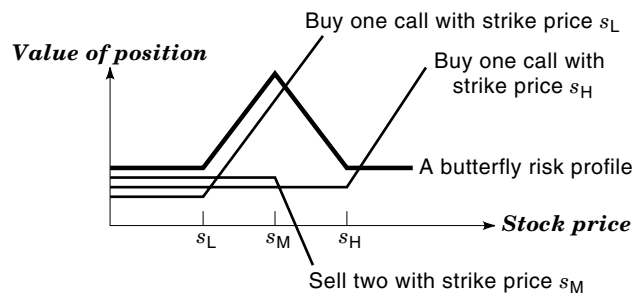 Buy one call with strike price sL
Value of position
Buy one call with
strike price sH
A butterfly risk profile
sL sM sH
Stock price
Sell two with strike price sM